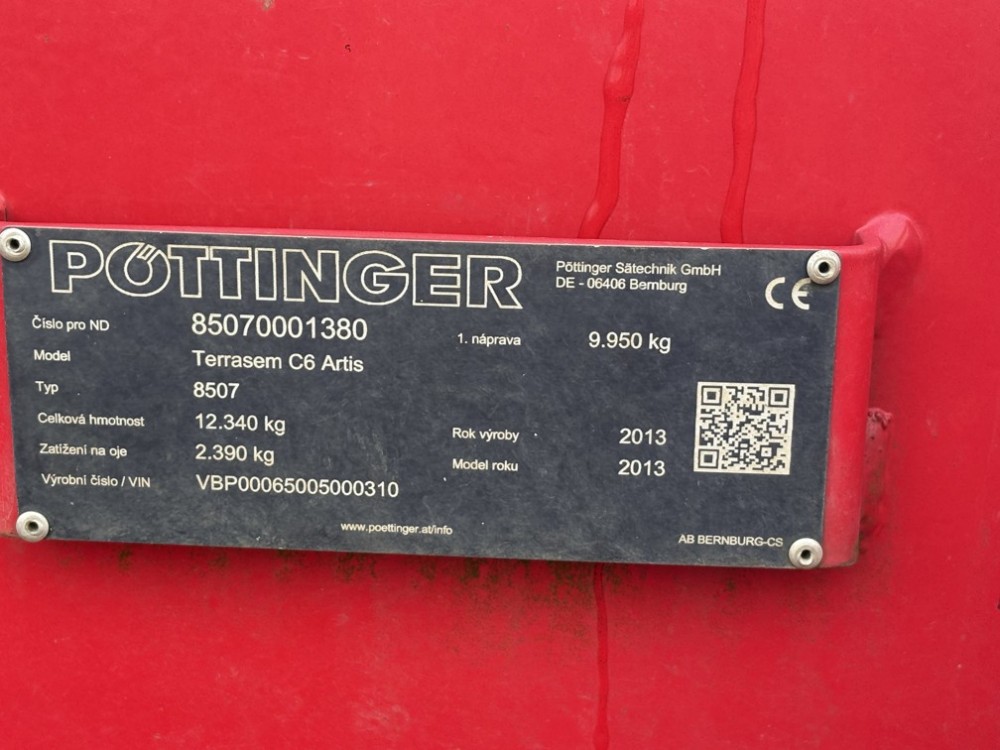 PÖTTINGER
Pöttinger Sätechnik GmbH
DE - 06406 Bernburg
CE
Číslo pro ND 85070001380
1. náprava 9.950 kg
Model Terrasem C6 Artis
Typ 8507
Celková hmotnost 12.340 kg
Rok výroby 2013
Zatížení na oje 2.390 kg
Model roku 2013
Výrobní číslo / VIN VBP00065005000310
www.poettinger.at/info
AB BERNBURG-CS